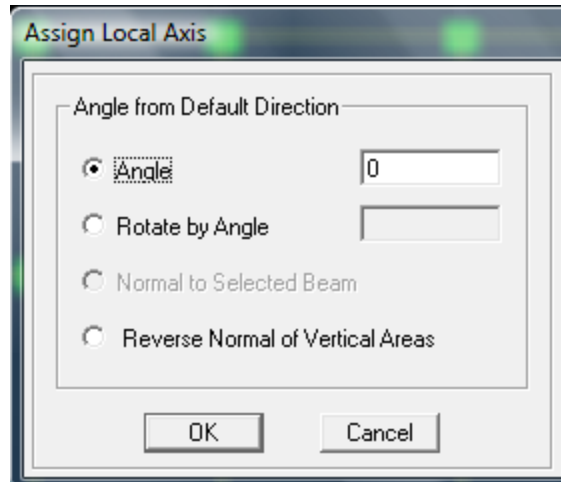 Assign Local Axis
Angle from Default Direction
Angle 0
Rotate by Angle
Normal to Selected Beam
Reverse Normal of Vertical Areas
OK Cancel